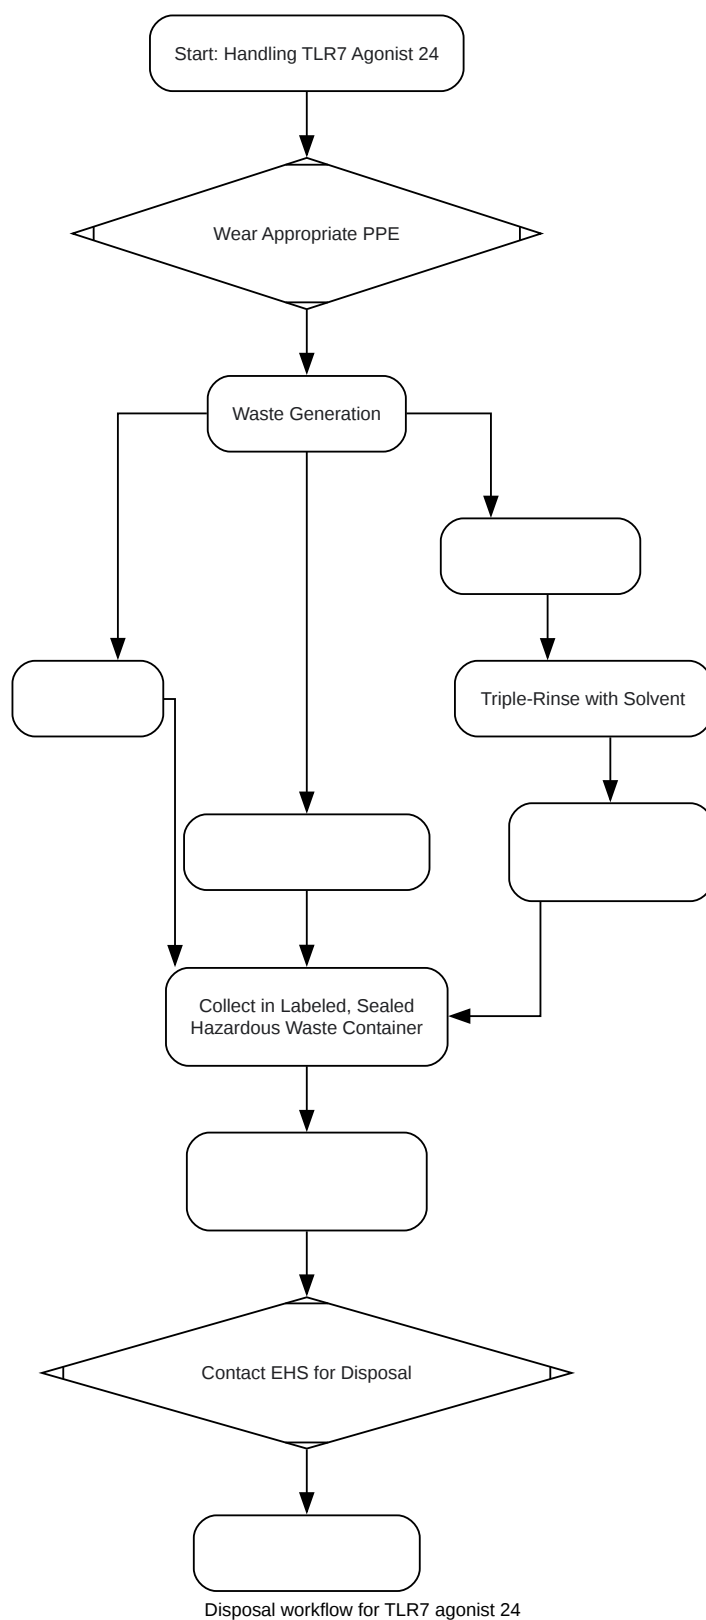 Start: Handling TLR7 Agonist 24
Wear Appropriate PPE
Waste Generation
Triple-Rinse with Solvent
Collect in Labeled, Sealed
Hazardous Waste Container
Contact EHS for Disposal
Disposal workflow for TLR7 agonist 24